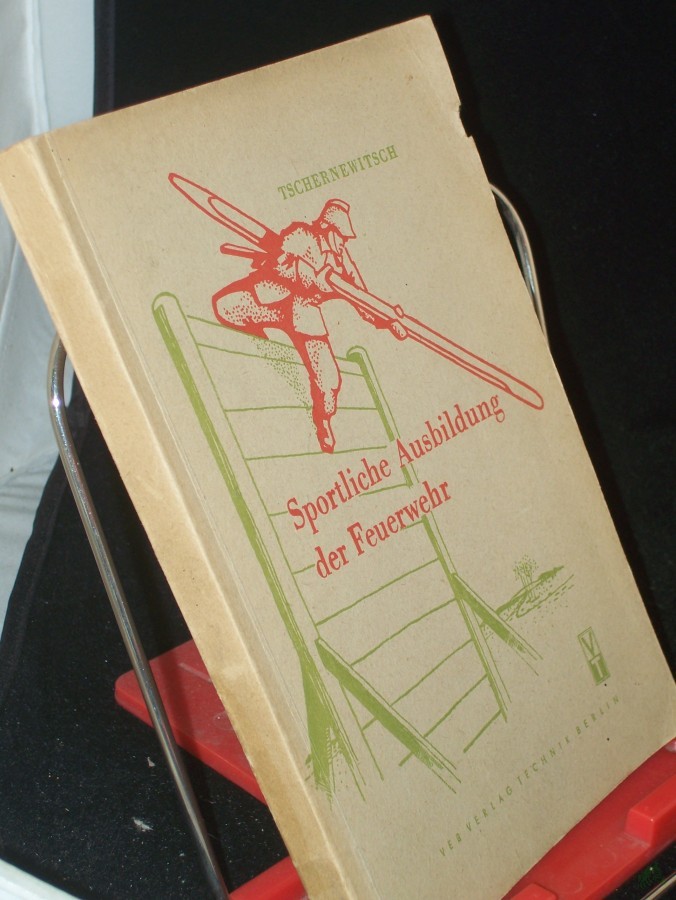 TSCHERNEWITSCH
Sportliche Ausbildung
der Feuerwehr
VT
VEB VERLAG TECHNIK BERLIN